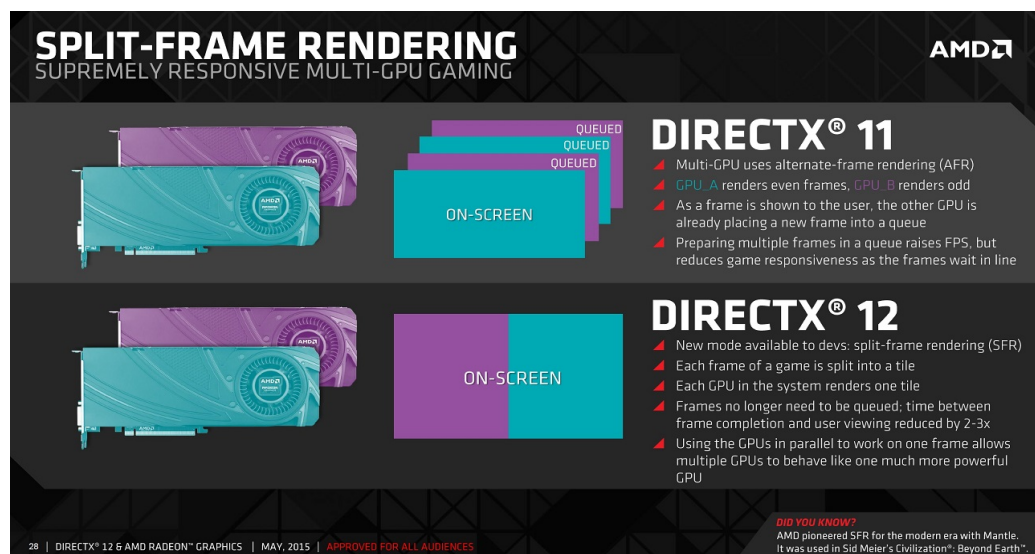 SPLIT-FRAME RENDERING
SUPREMELY RESPONSIVE MULTI-GPU GAMING
AMD
QUEUED
QUEUED
QUEUED
ON-SCREEN
DIRECTX® 11
Multi-GPU uses alternate-frame rendering (AFR)
GPU_A renders even frames, GPU_B renders odd
As a frame is shown to the user, the other GPU is
already placing a new frame into a queue
Preparing multiple frames in a queue raises FPS, but
reduces game responsiveness as the frames wait in line
AMD
AMD
ON-SCREEN
DIRECTX® 12
New mode available to devs: split-frame rendering (SFR)
Each frame of a game is split into a tile
Each GPU in the system renders one tile
Frames no longer need to be queued; time between
frame completion and user viewing reduced by 2-3x
Using the GPUs in parallel to work on one frame allows
multiple GPUs to behave like one much more powerful
GPU
AMD
AMD
28 | DIRECTX® 12 & AMD RADEON™ GRAPHICS | MAY, 2015 | APPROVED FOR ALL AUDIENCES
DID YOU KNOW?
AMD pioneered SFR for the modern era with Mantle.
It was used in Sid Meier's Civilization®: Beyond Earth™